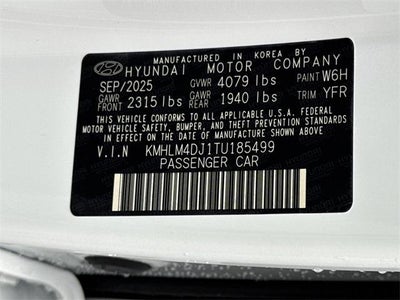 MANUFACTURED IN KOREA BY
HYUNDAI MOTOR COMPANY
SEP/2025 GVWR 4079 lbs PAINT W6H
GAWR FRONT 2315 lbs GAWR REAR 1940 lbs TRIM YFR
THIS VEHICLE CONFORMS TO ALL APPLICABLE U.S.A FEDERAL
MOTOR VEHICLE SAFETY, BUMPER, AND THEFT PREVENTION
STANDARDS IN EFFECT ON THE DATE OF MANUFACTURE SHOWN ABOVE.
V.I.N KMHLM4DJ1TU185499
PASSENGER CAR